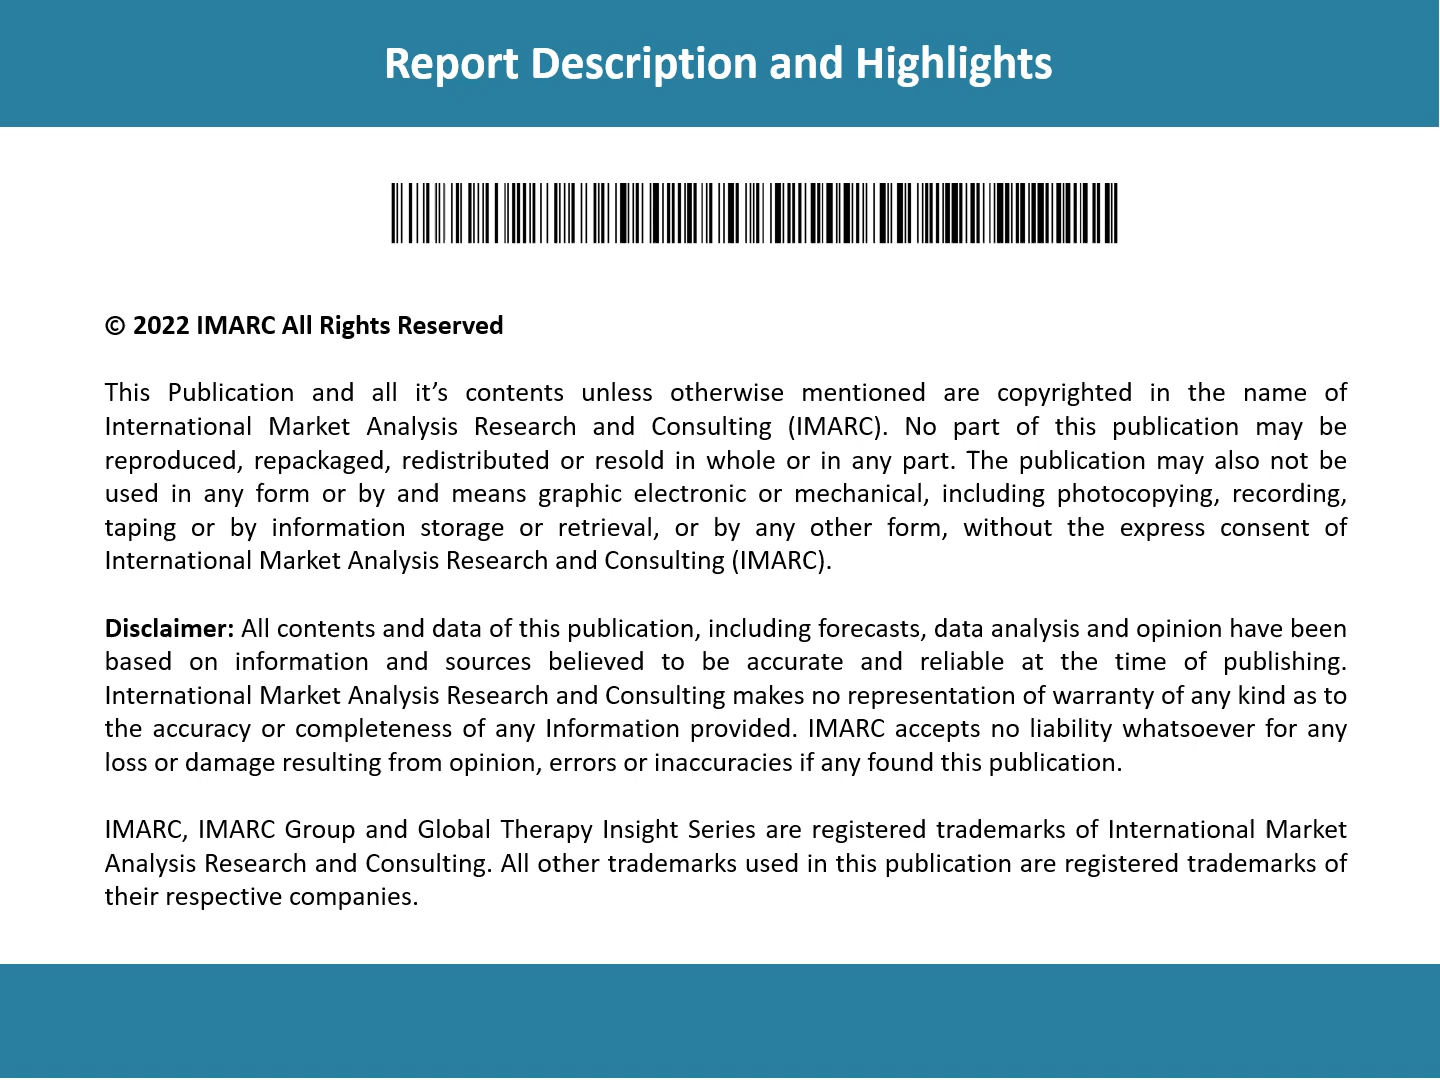 Report Description and Highlights
© 2022 IMARC All Rights Reserved
This Publication and all it’s contents unless otherwise mentioned are copyrighted in the name of
International Market Analysis Research and Consulting (IMARC). No part of this publication may be
reproduced, repackaged, redistributed or resold in whole or in any part. The publication may also not be
used in any form or by and means graphic electronic or mechanical, including photocopying, recording,
taping or by information storage or retrieval, or by any other form, without the express consent of
International Market Analysis Research and Consulting (IMARC).
Disclaimer: All contents and data of this publication, including forecasts, data analysis and opinion have been
based on information and sources believed to be accurate and reliable at the time of publishing.
International Market Analysis Research and Consulting makes no representation of warranty of any kind as to
the accuracy or completeness of any Information provided. IMARC accepts no liability whatsoever for any
loss or damage resulting from opinion, errors or inaccuracies if any found this publication.
IMARC, IMARC Group and Global Therapy Insight Series are registered trademarks of International Market
Analysis Research and Consulting. All other trademarks used in this publication are registered trademarks of
their respective companies.